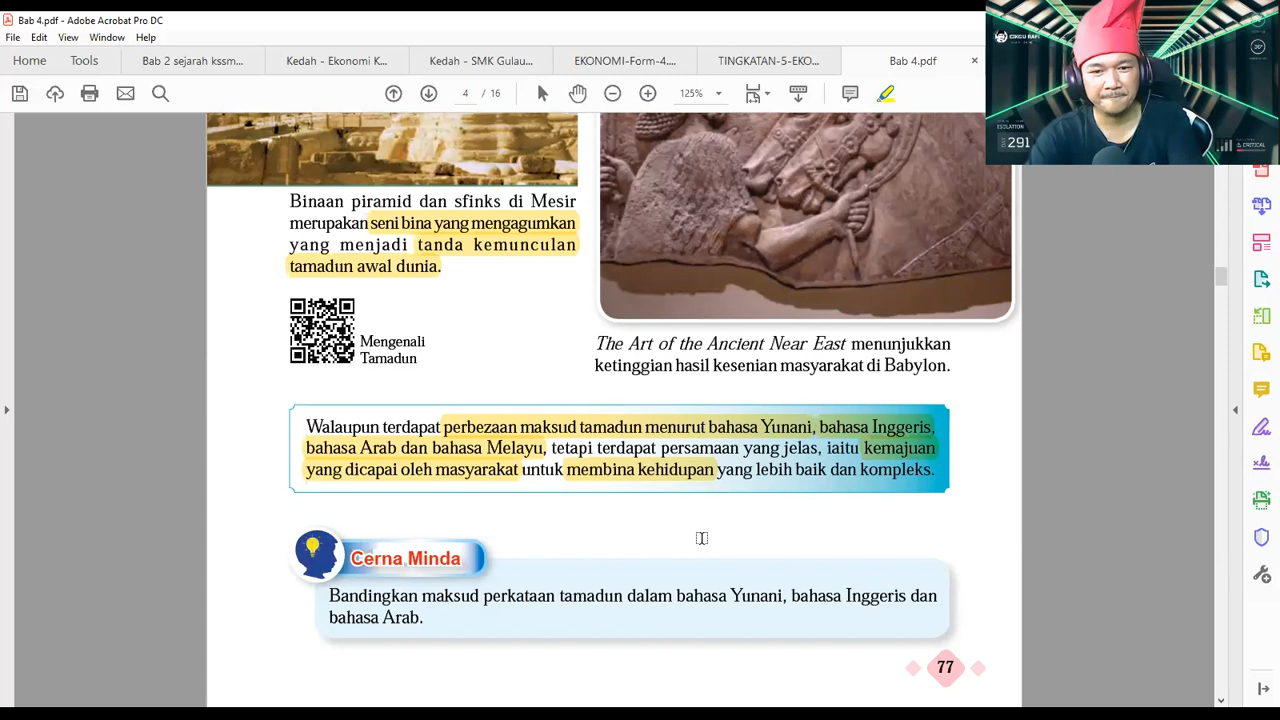 Bab 4.pdf - Adobe Acrobat Pro DC
File Edit View Window Help
Home Tools Bab 2 sejarah kssm... Kedah - Ekonomi K... Kedah - SMK Gulau... EKONOMI-Form-4.... TINGKATAN-5-EKO... Bab 4.pdf ×
4 / 16 125%
CIKGU RAFI
ISOLATION
291
CRITICAL
Binaan piramid dan sfinks di Mesir
merupakan seni bina yang mengagumkan
yang menjadi tanda kemunculan
tamadun awal dunia.
Mengenali
Tamadun
The Art of the Ancient Near East menunjukkan
ketinggian hasil kesenian masyarakat di Babylon.
Walaupun terdapat perbezaan maksud tamadun menurut bahasa Yunani, bahasa Inggeris,
bahasa Arab dan bahasa Melayu, tetapi terdapat persamaan yang jelas, iaitu kemajuan
yang dicapai oleh masyarakat untuk membina kehidupan yang lebih baik dan kompleks.
Cerna Minda
Bandingkan maksud perkataan tamadun dalam bahasa Yunani, bahasa Inggeris dan
bahasa Arab.
77